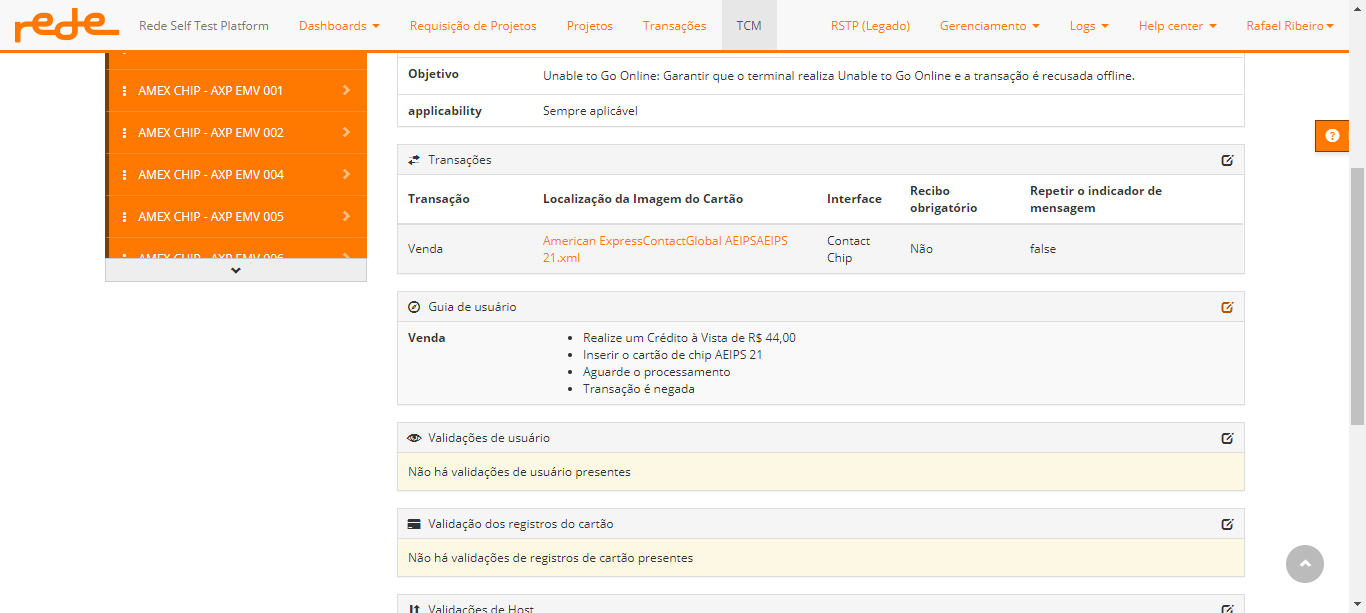 rede Rede Self Test Platform Dashboards Requisição de Projetos Projetos Transações TCM RSTP (Legado) Gerenciamento Logs Help center Rafael Ribeiro
AMEX CHIP - AXP EMV 001
AMEX CHIP - AXP EMV 002
AMEX CHIP - AXP EMV 004
AMEX CHIP - AXP EMV 005
AMEX CHIP - AXP EMV 006
Objetivo Unable to Go Online: Garantir que o terminal realiza Unable to Go Online e a transação é recusada offline.
applicability Sempre aplicável
Transações
Transação Localização da Imagem do Cartão Interface Recibo obrigatório Repetir o indicador de mensagem
Venda American ExpressContactGlobal AEIPSAEIPS 21.xml Contact Chip Não false
Guia de usuário
Venda
• Realize um Crédito à Vista de R$ 44,00
• Inserir o cartão de chip AEIPS 21
• Aguarde o processamento
• Transação é negada
Validações de usuário
Não há validações de usuário presentes
Validação dos registros do cartão
Não há validações de registros de cartão presentes
Validações de Host